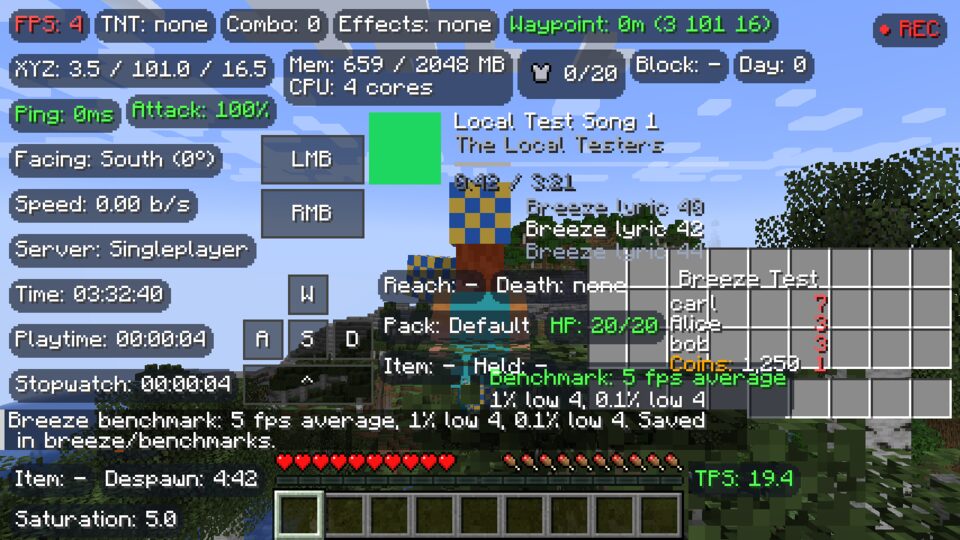 FPS: 4 TNT: none Combo: 0 Effects: none Waypoint: 0m (3 101 16) REC
XYZ: 3.5 / 101.0 / 16.5
Mem: 659 / 2048 MB
CPU: 4 cores
0/20
Block: -
Day: 0
Ping: 0ms
Attack: 100%
Local Test Song 1
The Local Testers
0:42 / 3:21
Breeze lyric 40
Breeze lyric 42
Breeze lyric 44
Facing: South (0°)
LMB
RMB
Speed: 0.00 b/s
Server: Singleplayer
Time: 03:32:40
W
A S D
^
Playtime: 00:00:04
Stopwatch: 00:00:04
Reach: - Death: none
Pack: Default HP: 20/20
Item: - Held: -
Breeze Test
carl 7
Alice 3
bob 3
Coins: 1,250 1
Benchmark: 5 fps average
1% low 4, 0.1% low 4
Breeze benchmark: 5 fps average, 1% low 4, 0.1% low 4. Saved
in breeze/benchmarks.
Item: - Despawn: 4:42
TPS: 19.4
Saturation: 5.0